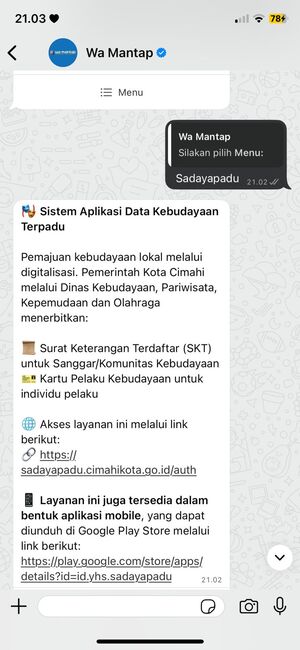 21.03
78
Wa Mantap
Menu
Wa Mantap
Silakan pilih Menu:
Sadayapadu
21.02
Sistem Aplikasi Data Kebudayaan
Terpadu
Pemajuan kebudayaan lokal melalui
digitalisasi. Pemerintah Kota Cimahi
melalui Dinas Kebudayaan, Pariwisata,
Kepemudaan dan Olahraga
menerbitkan:
Surat Keterangan Terdaftar (SKT)
untuk Sanggar/Komunitas Kebudayaan
Kartu Pelaku Kebudayaan untuk
individu pelaku
Akses layanan ini melalui link
berikut:
https://
sadayapadu.cimahikota.go.id/auth
Layanan ini juga tersedia dalam
bentuk aplikasi mobile, yang dapat
diunduh di Google Play Store melalui
link berikut:
https://play.google.com/store/apps/
details?id=id.yhs.sadayapadu
21.02